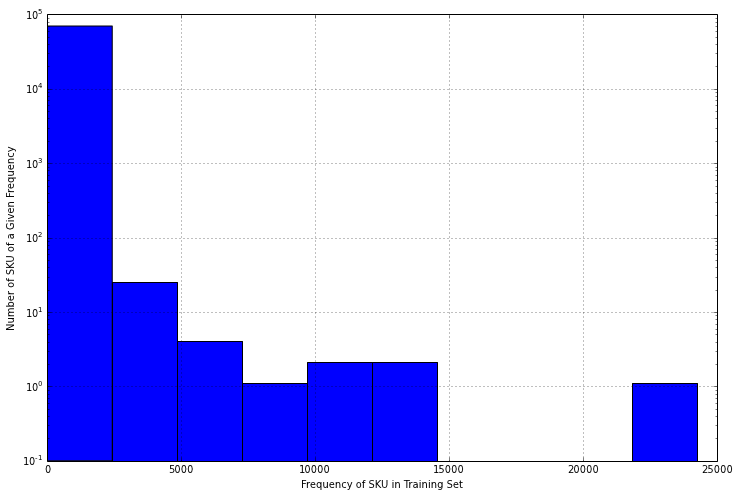 10^5
10^4
10^3
10^2
10^1
10^0
10^-1
Number of SKU of a Given Frequency
0 5000 10000 15000 20000 25000
Frequency of SKU in Training Set